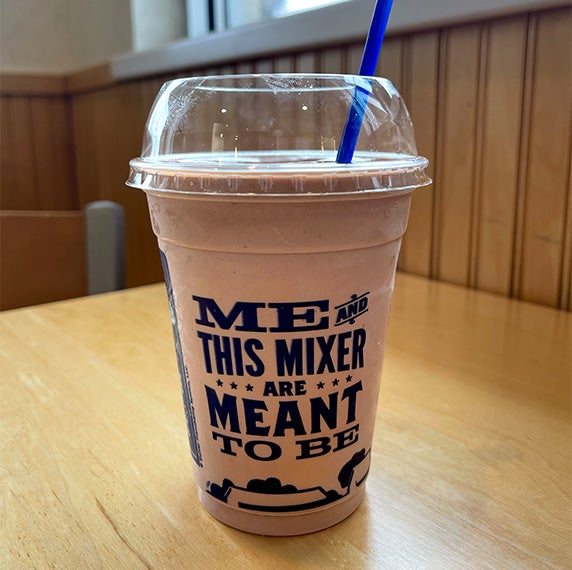 ME AND
THIS MIXER
ARE
MEANT
TO BE